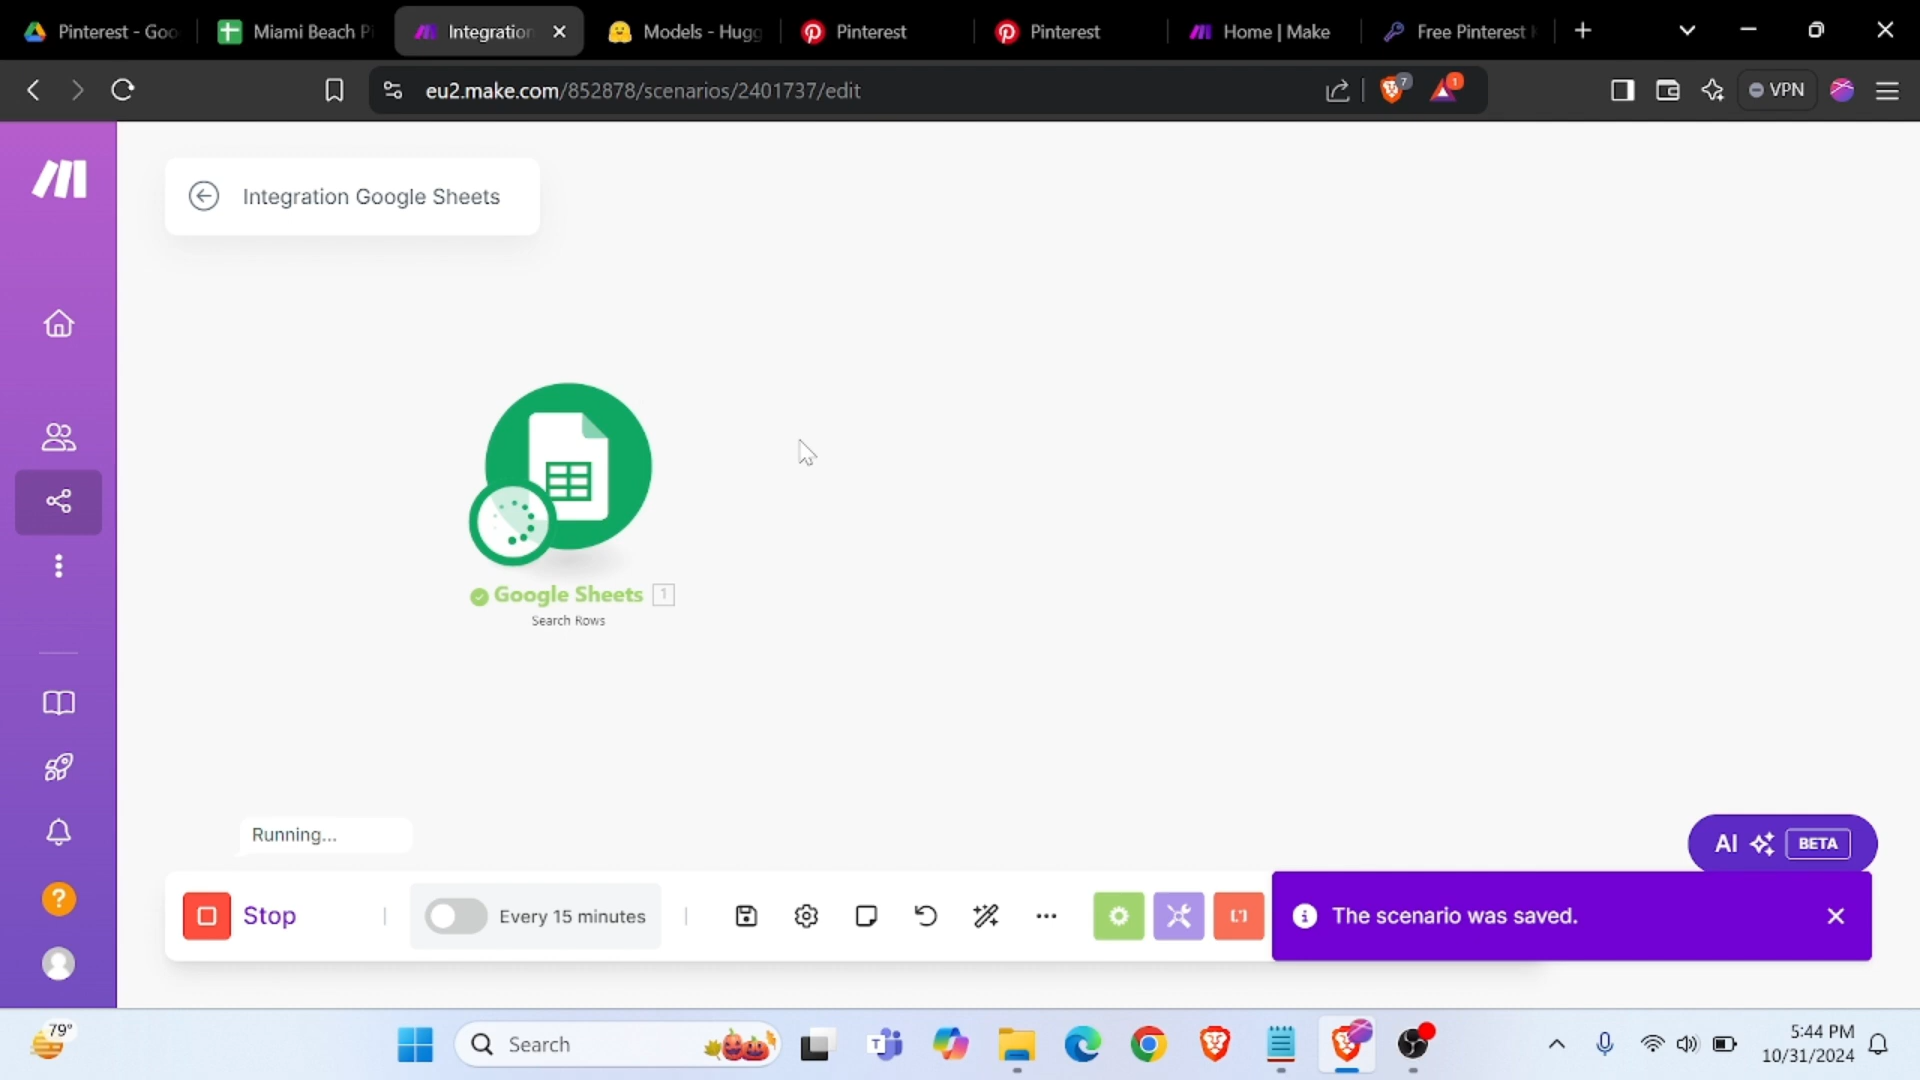 Pinterest - Goo
Miami Beach P
Integration
Models - Hugg
Pinterest
Pinterest
Home | Make
Free Pinterest
eu2.make.com/852878/scenarios/2401737/edit
7
1
VPN
Integration Google Sheets
Google Sheets 1
Search Rows
Running...
AI BETA
Stop
Every 15 minutes
The scenario was saved.
?
79°
Search
5:44 PM
10/31/2024